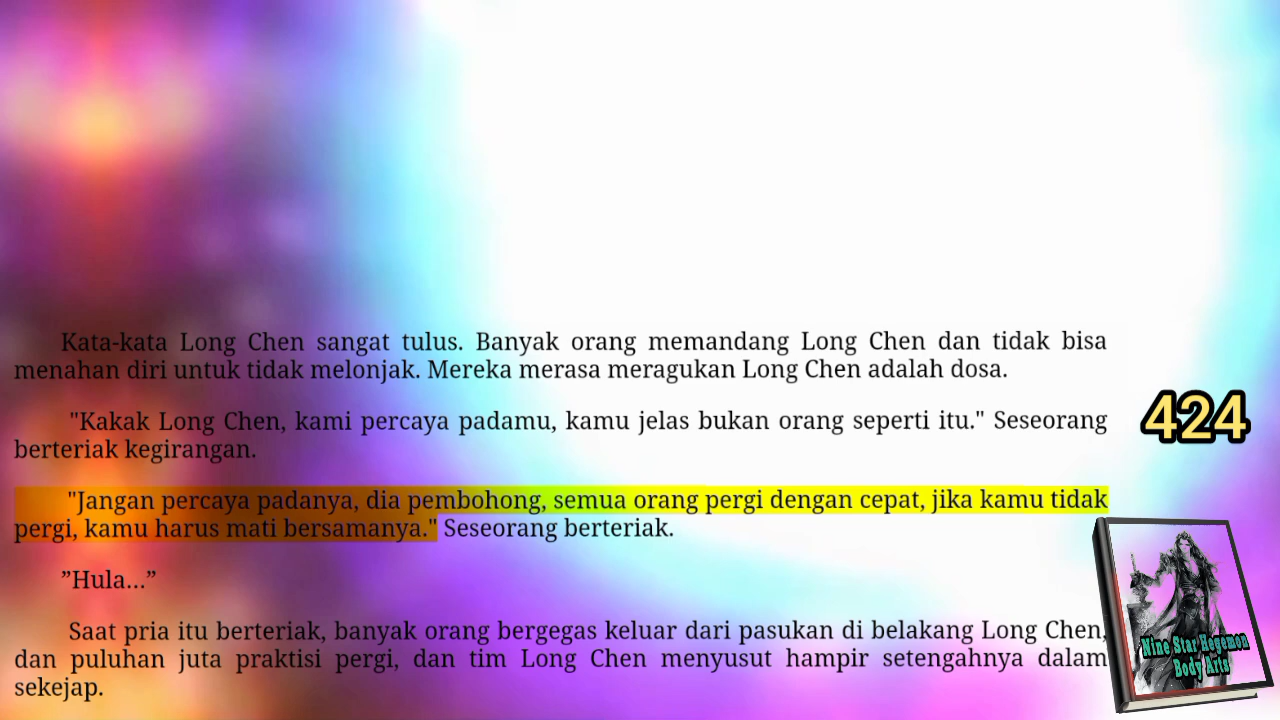 Kata-kata Long Chen sangat tulus. Banyak orang memandang Long Chen dan tidak bisa
menahan diri untuk tidak melonjak. Mereka merasa meragukan Long Chen adalah dosa.
"Kakak Long Chen, kami percaya padamu, kamu jelas bukan orang seperti itu." Seseorang
berteriak kegirangan.
"Jangan percaya padanya, dia pembohong, semua orang pergi dengan cepat, jika kamu tidak
pergi, kamu harus mati bersamanya." Seseorang berteriak.
”Hula...”
Saat pria itu berteriak, banyak orang bergegas keluar dari pasukan di belakang Long Chen,
dan puluhan juta praktisi pergi, dan tim Long Chen menyusut hampir setengahnya dalam
sekejap.
424
Nine Star Hegemon
Body Arts